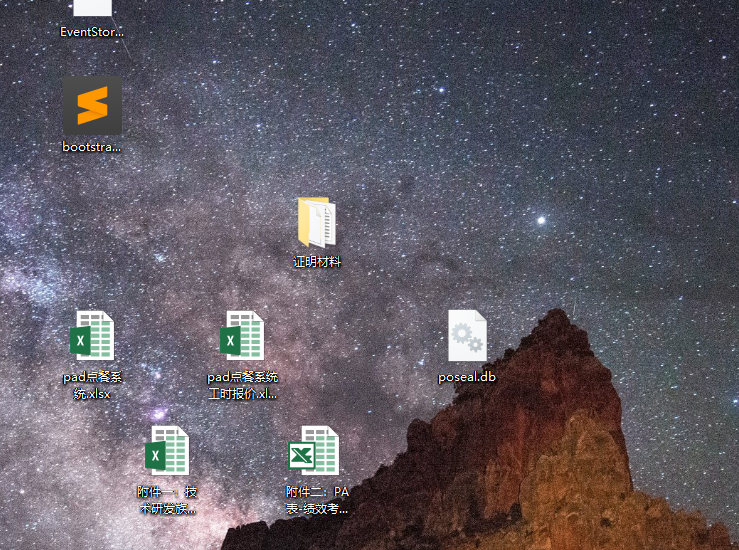 EventStor...
bootstra...
证明材料
pad点餐系
统.xlsx
pad点餐系统
工时报价.xl...
poseal.db
附件一：技
术研发族...
附件二：PA
表-绩效考...